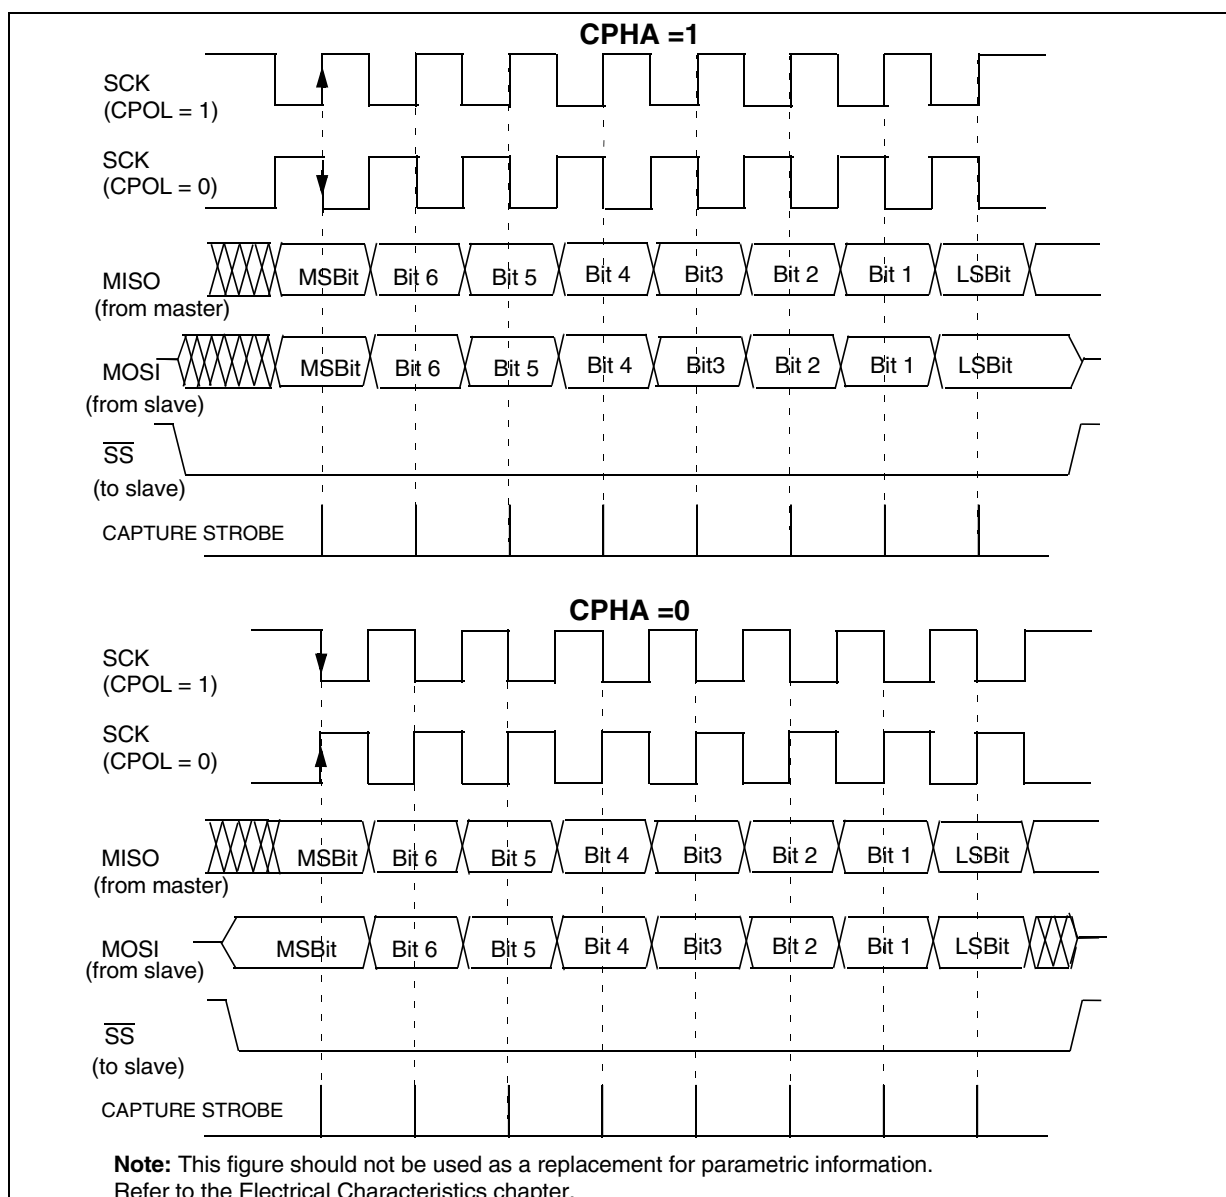 CPHA =1
SCK
(CPOL = 1)
SCK
(CPOL = 0)
MISO
(from master)
MSBit Bit 6 Bit 5 Bit 4 Bit3 Bit 2 Bit 1 LSBit
MOSI
(from slave)
MSBit Bit 6 Bit 5 Bit 4 Bit3 Bit 2 Bit 1 LSBit
SS
(to slave)
CAPTURE STROBE
CPHA =0
SCK
(CPOL = 1)
SCK
(CPOL = 0)
MISO
(from master)
MSBit Bit 6 Bit 5 Bit 4 Bit3 Bit 2 Bit 1 LSBit
MOSI
(from slave)
MSBit Bit 6 Bit 5 Bit 4 Bit3 Bit 2 Bit 1 LSBit
SS
(to slave)
CAPTURE STROBE
Note: This figure should not be used as a replacement for parametric information.
Refer to the Electrical Characteristics chapter.